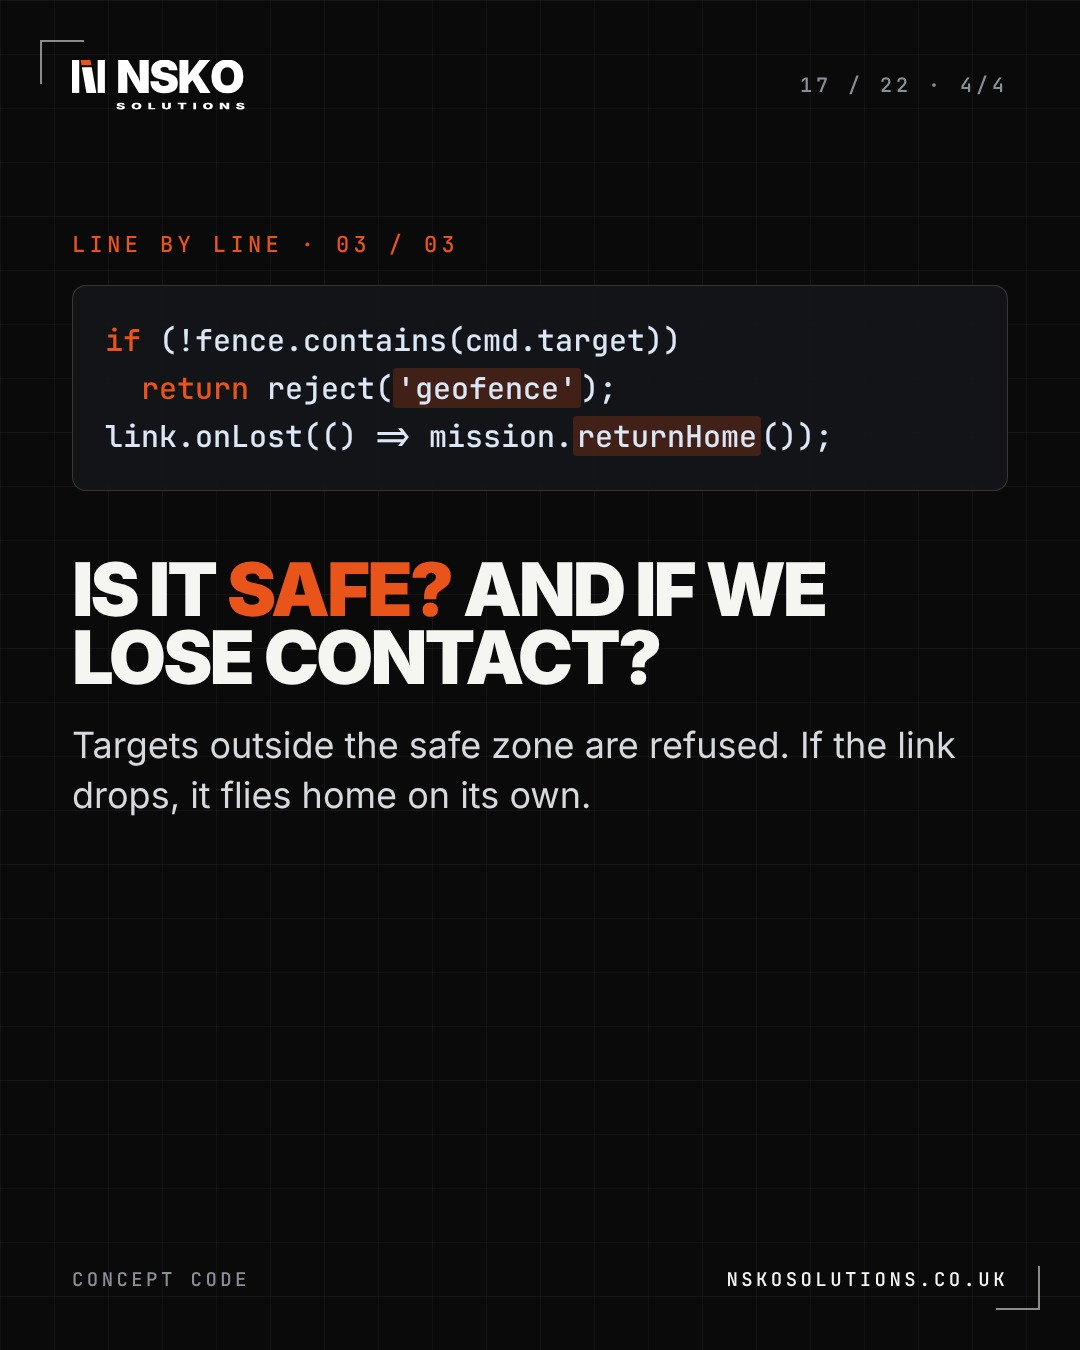 NSKO
SOLUTIONS
17 / 22 · 4/4
LINE BY LINE · 03 / 03
if (!fence.contains(cmd.target))
  return reject('geofence');
link.onLost(() => mission.returnHome());
IS IT SAFE? AND IF WE
LOSE CONTACT?
Targets outside the safe zone are refused. If the link
drops, it flies home on its own.
CONCEPT CODE
NSKOSOLUTIONS.CO.UK